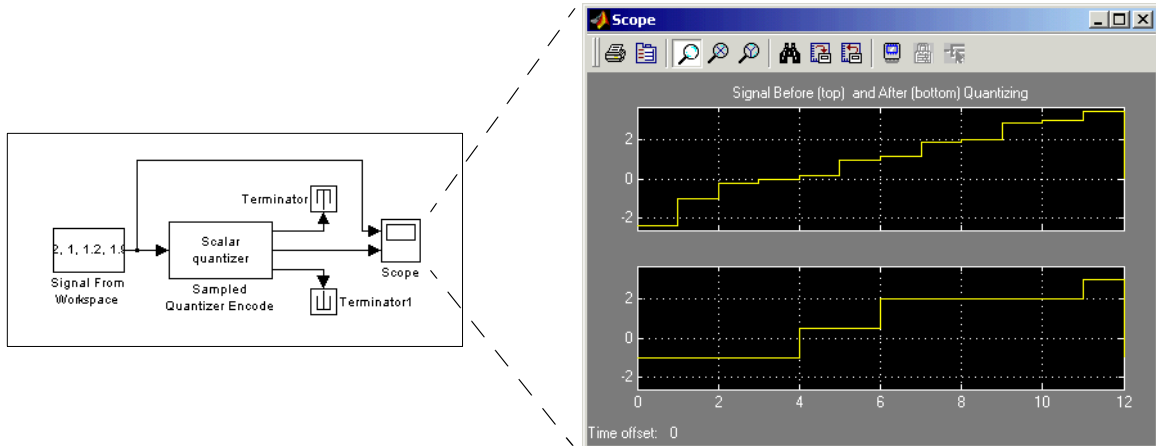 Terminator
2, 1, 1.2, 1.9
Scalar
quantizer
Scope
Signal From
Workspace
Sampled
Quantizer Encode
Terminator1
Scope
Signal Before (top) and After (bottom) Quantizing
2
0
-2
2
0
-2
0 2 4 6 8 10 12
Time offset: 0